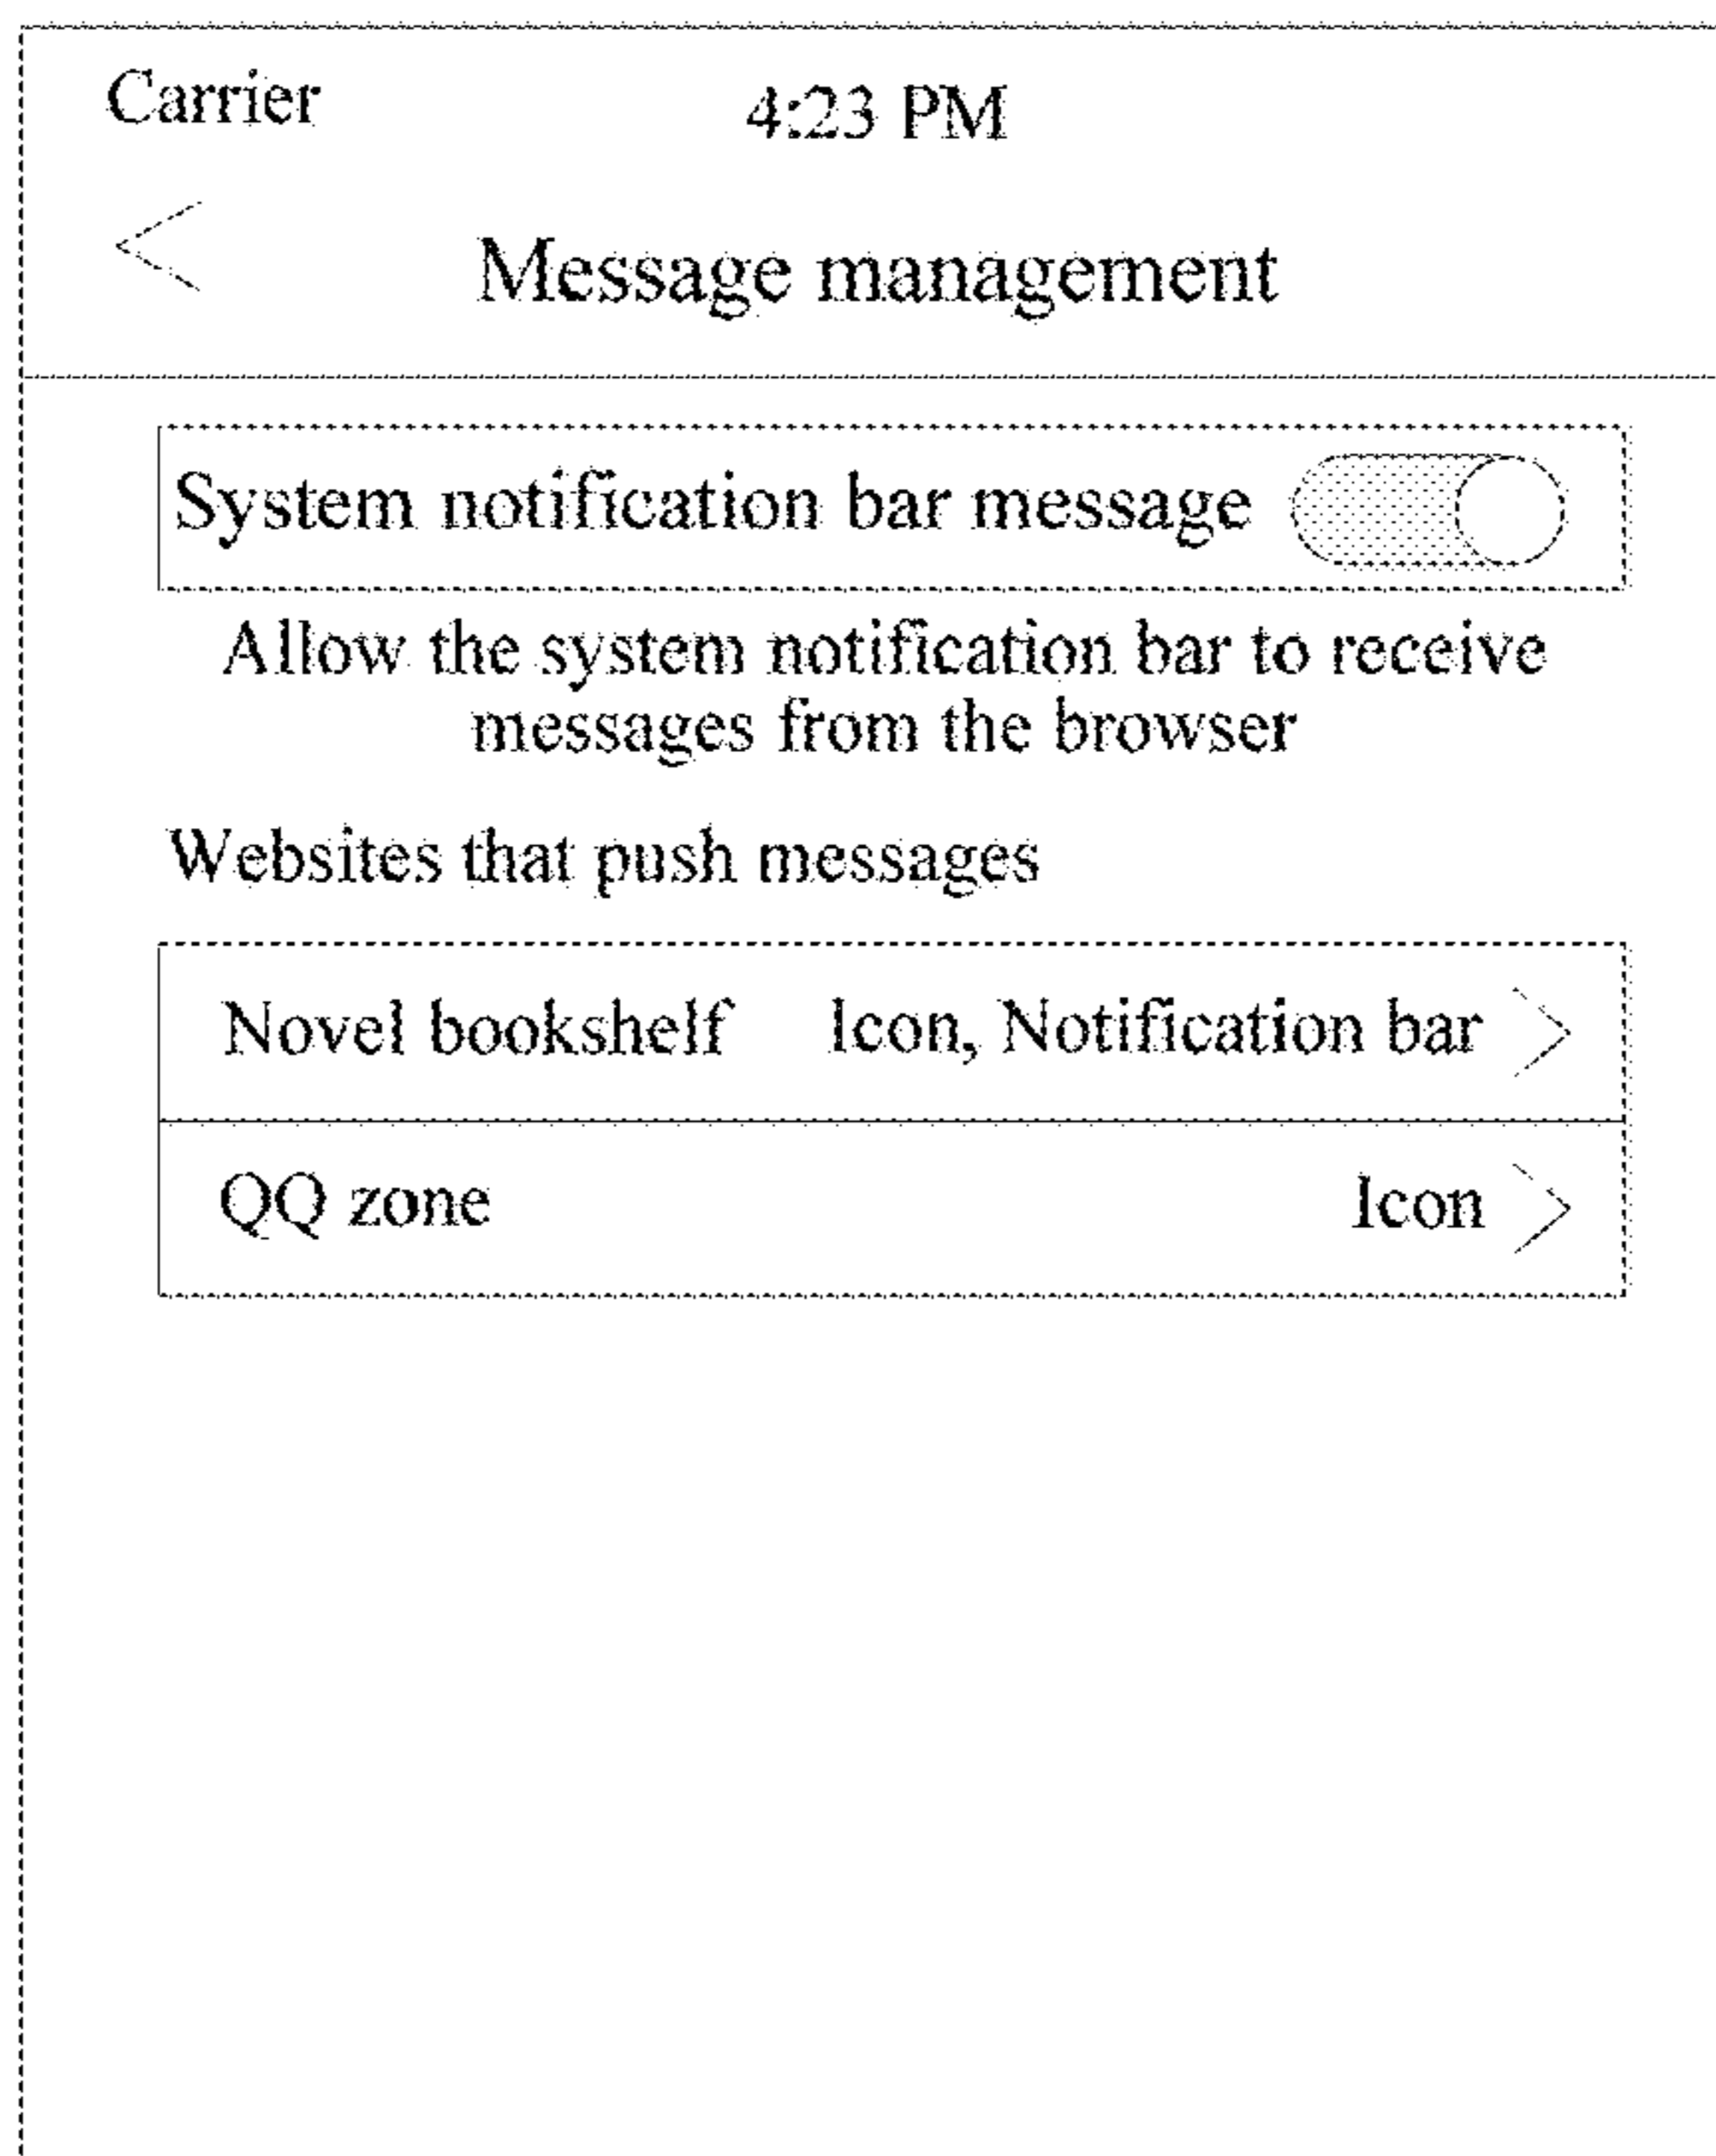 Carrier 4:23 PM
Message management
System notification bar message
Allow the system notification bar to receive
messages from the browser
Websites that push messages
Novel bookshelf Icon, Notification bar
QQ zone Icon